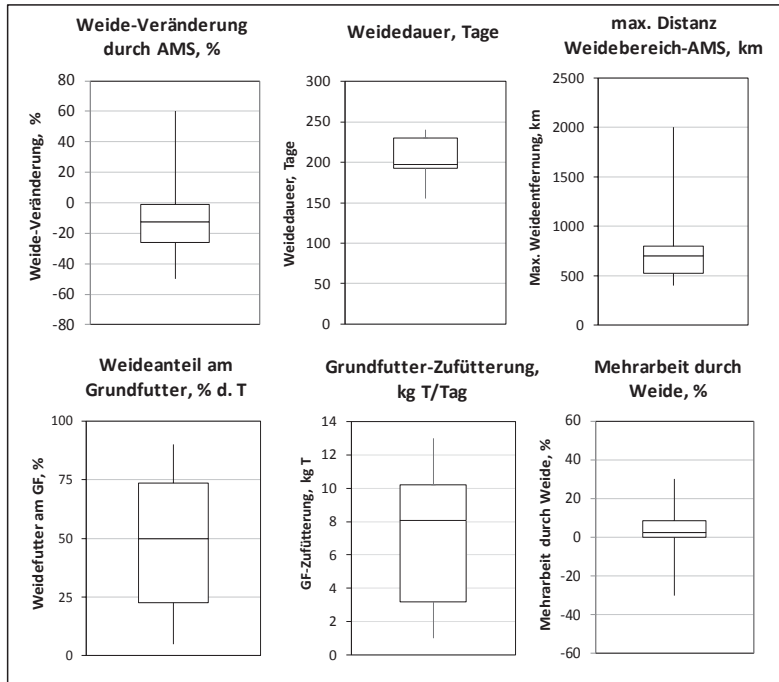 Weide-Veränderung
durch AMS, %
Weide-Veränderung, %
80
60
40
20
0
-20
-40
-60
-80
Weidedauer, Tage
Weidedaueer, Tage
300
250
200
150
100
50
0
max. Distanz
Weidebereich-AMS, km
Max. Weideentfernung, km
2500
2000
1500
1000
500
0
Weideanteil am
Grundfutter, % d. T
Weidefutter am GF, %
100
75
50
25
0
Grundfutter-Zufütterung,
kg T/Tag
GF-Zufütterung, kg T
14
12
10
8
6
4
2
0
Mehrarbeit durch
Weide, %
Mehrarbeit durch Weide, %
60
40
20
0
-20
-40
-60